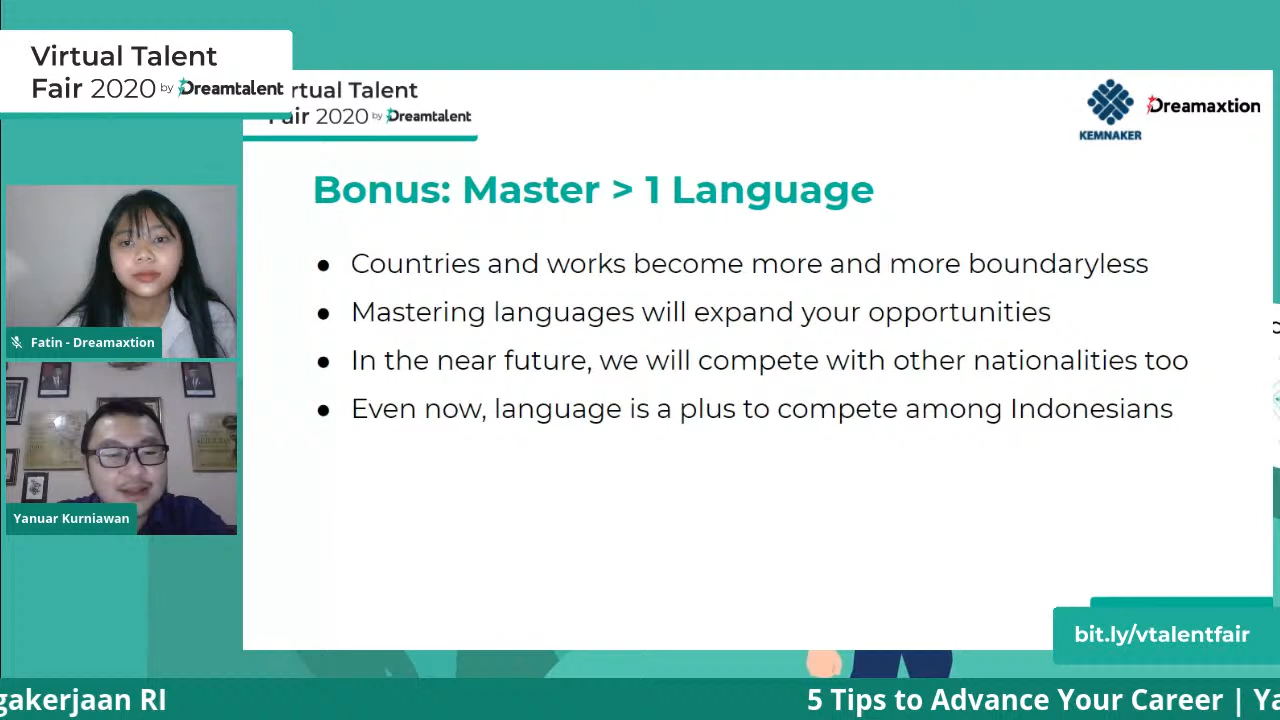 Virtual Talent
Fair 2020 by Dreamtalent
rtual Talent
Fair 2020 by Dreamtalent
KEMNAKER
Dreamaxtion
Bonus: Master > 1 Language
● Countries and works become more and more boundaryless
● Mastering languages will expand your opportunities
● In the near future, we will compete with other nationalities too
● Even now, language is a plus to compete among Indonesians
Fatin - Dreamaxtion
Yanuar Kurniawan
bit.ly/vtalentfair
gakerjaan RI
5 Tips to Advance Your Career | Ya